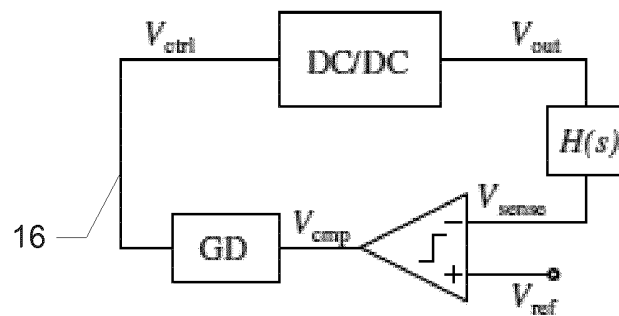 V_ctrl
DC/DC
V_out
H(s)
V_sense
16
GD
V_cmp
V_ref